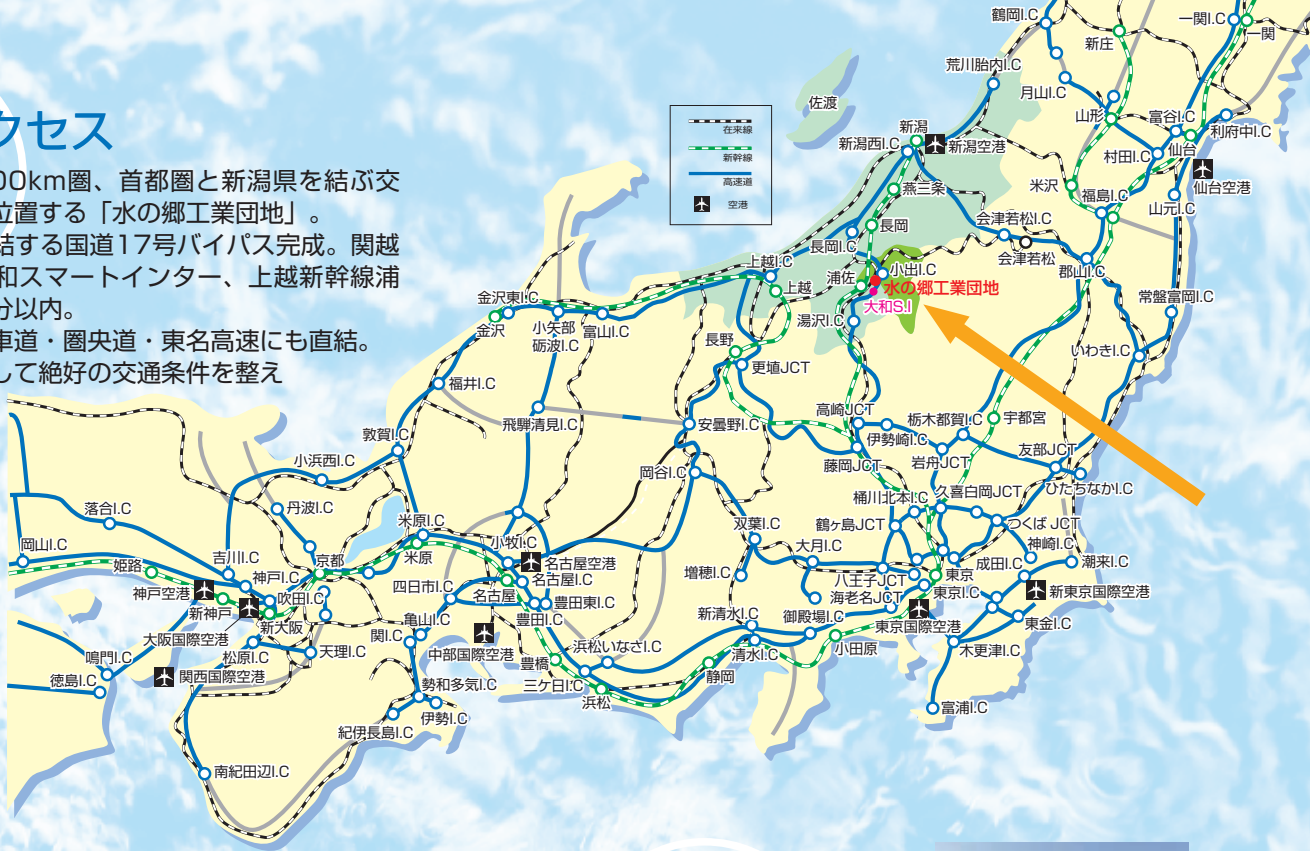 クセス
00km圏、首都圏と新潟県を結ぶ交
位置する「水の郷工業団地」。
結する国道17号バイパス完成。関越
和スマートインター、上越新幹線浦
分以内。
車道・圏央道・東名高速にも直結。
して絶好の交通条件を整え
在来線
新幹線
高速道
空港
佐渡
鶴岡I.C
一関I.C
一関
新庄
荒川胎内I.C
月山I.C
山形
富谷I.C
利府中I.C
新潟
新潟西I.C
新潟空港
村田I.C
仙台
仙台空港
燕三条
米沢
福島I.C
山元I.C
長岡
長岡I.C
会津若松I.C
会津若松
郡山I.C
上越I.C
上越
浦佐
小出I.C
水の郷工業団地
大和S.I
湯沢I.C
常盤富岡I.C
いわきI.C
金沢東I.C
金沢
小矢部
砺波I.C
富山I.C
長野
更埴JCT
福井I.C
飛騨清見I.C
安曇野I.C
高崎JCT
伊勢崎I.C
栃木都賀I.C
宇都宮
敦賀I.C
小浜西I.C
岡谷I.C
藤岡JCT
岩舟JCT
友部JCT
ひたちなかI.C
丹波I.C
落合I.C
米原I.C
米原
小牧I.C
双葉I.C
桶川北本I.C
久喜白岡JCT
鶴ヶ島JCT
つくば JCT
神崎I.C
岡山I.C
吉川I.C
京都
名古屋空港
大月I.C
成田I.C
潮来I.C
姫路
神戸I.C
四日市I.C
名古屋I.C
増穂I.C
八王子JCT
東京
神戸空港
吹田I.C
名古屋
豊田東I.C
海老名JCT
東京I.C
新東京国際空港
新神戸
新大阪
亀山I.C
豊田I.C
新清水I.C
御殿場I.C
東京国際空港
東金I.C
大阪国際空港
関I.C
中部国際空港
浜松いなさI.C
清水I.C
小田原
木更津I.C
鳴門I.C
松原I.C
天理I.C
豊橋
静岡
徳島I.C
関西国際空港
勢和多気I.C
三ケ日I.C
浜松
富浦I.C
伊勢I.C
紀伊長島I.C
南紀田辺I.C